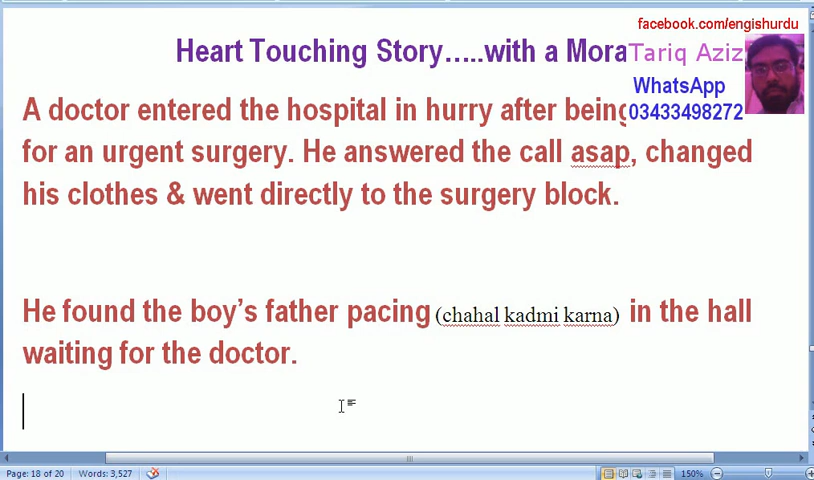 facebook.com/engishurdu
Heart Touching Story…..with a Mora
Tariq Aziz
WhatsApp
03433498272
A doctor entered the hospital in hurry after being
for an urgent surgery. He answered the call asap, changed
his clothes & went directly to the surgery block.
He found the boy’s father pacing (chahal kadmi karna) in the hall
waiting for the doctor.
Page: 18 of 20 Words: 3,527 150%